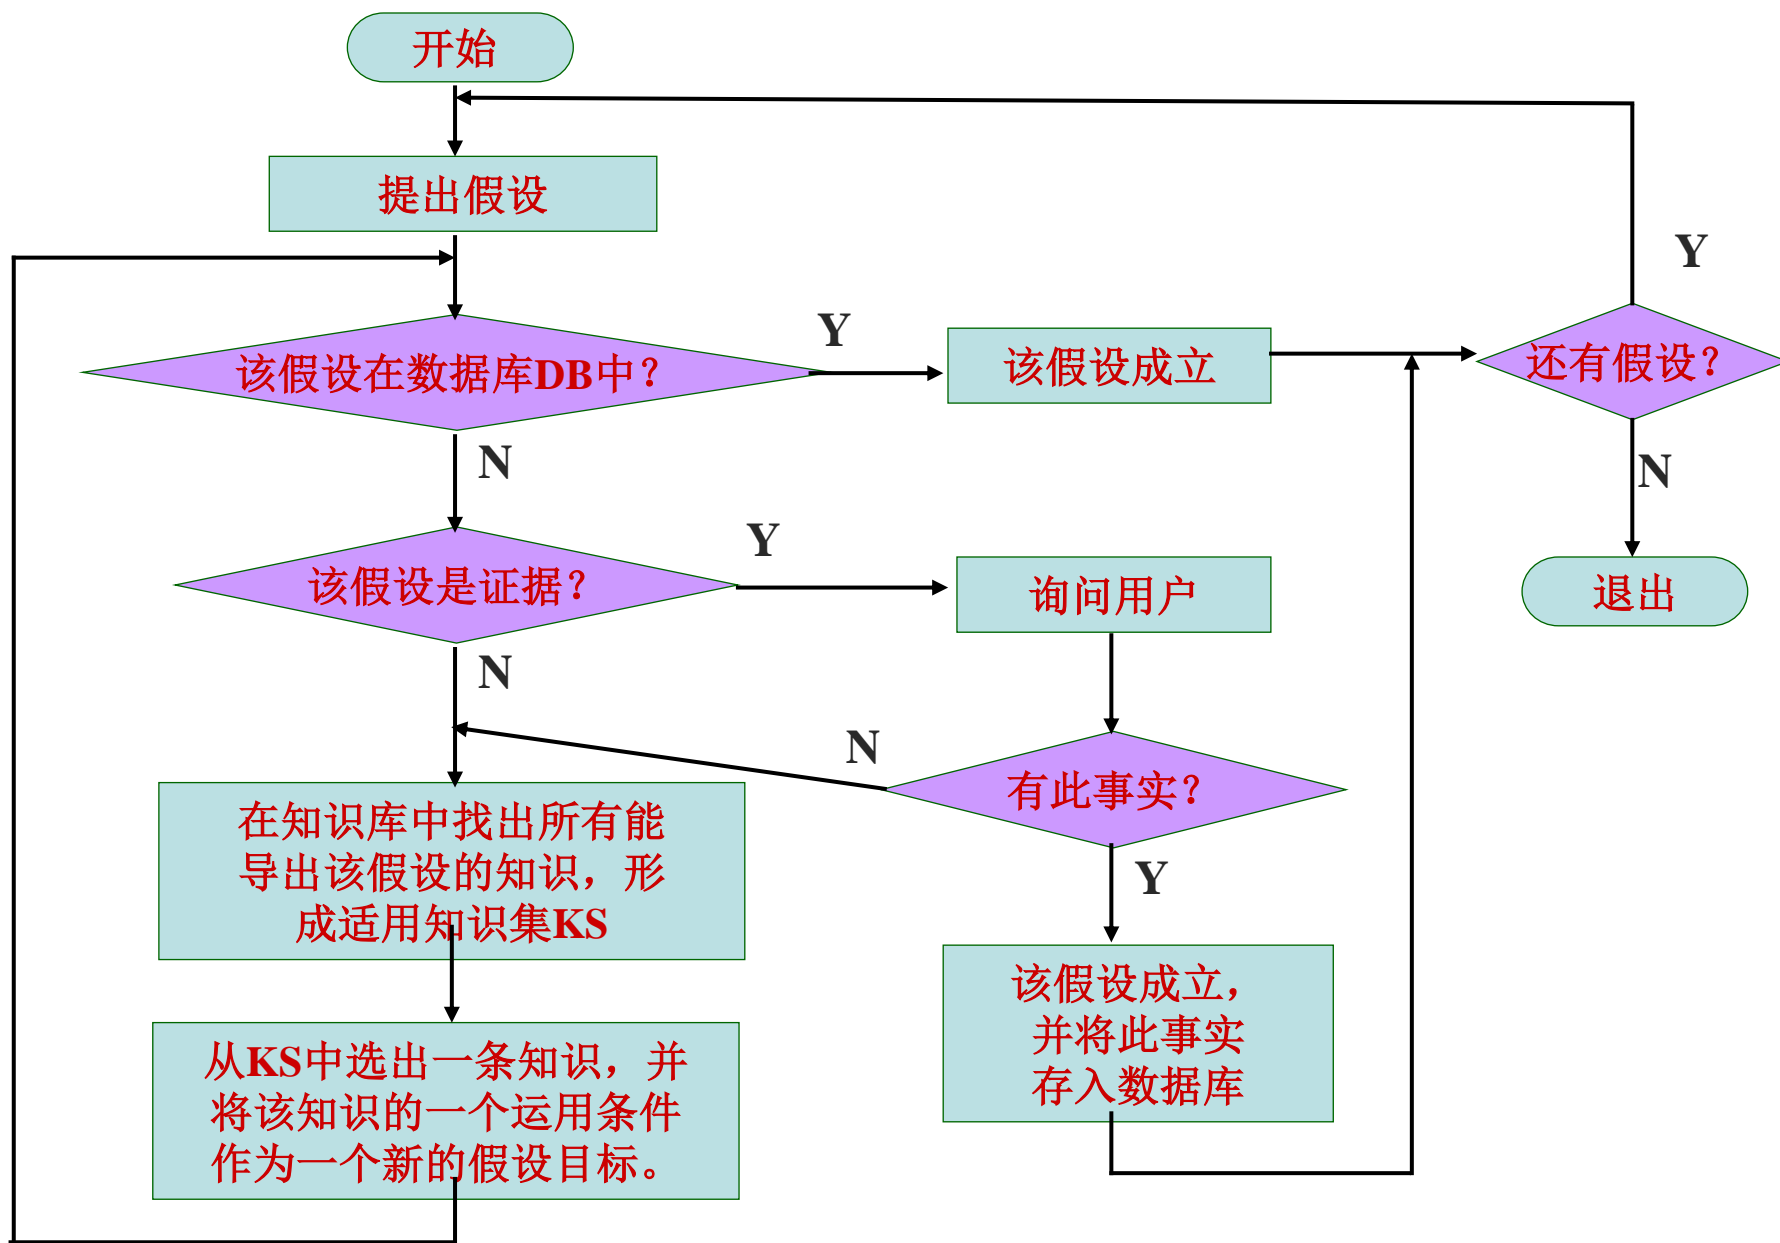 开始
提出假设
Y
该假设在数据库DB中？
Y
该假设成立
还有假设？
N
N
该假设是证据？
Y
询问用户
退出
N
N
有此事实？
在知识库中找出所有能
导出该假设的知识，形
成适用知识集KS
Y
该假设成立，
并将此事实
存入数据库
从KS中选出一条知识，并
将该知识的一个运用条件
作为一个新的假设目标。